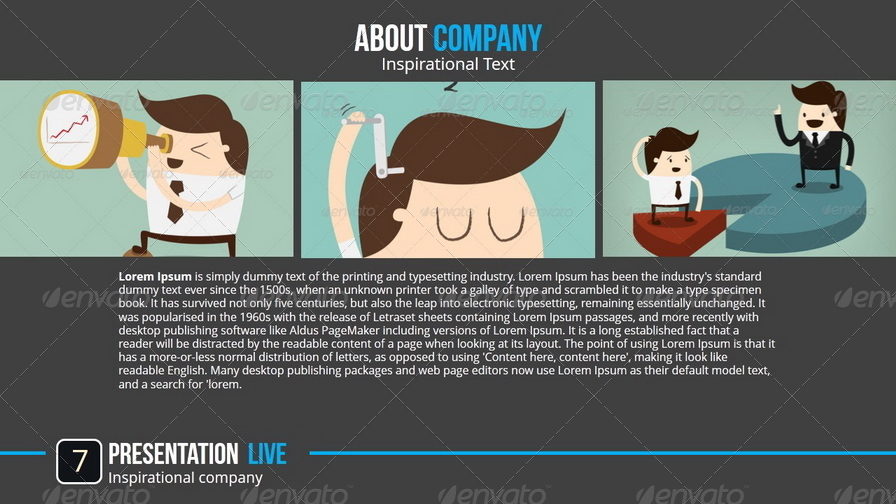 ABOUT COMPANY
Inspirational Text
Lorem Ipsum is simply dummy text of the printing and typesetting industry. Lorem Ipsum has been the industry's standard
dummy text ever since the 1500s, when an unknown printer took a galley of type and scrambled it to make a type specimen
book. It has survived not only five centuries, but also the leap into electronic typesetting, remaining essentially unchanged. It
was popularised in the 1960s with the release of Letraset sheets containing Lorem Ipsum passages, and more recently with
desktop publishing software like Aldus PageMaker including versions of Lorem Ipsum. It is a long established fact that a
reader will be distracted by the readable content of a page when looking at its layout. The point of using Lorem Ipsum is that it
has a more-or-less normal distribution of letters, as opposed to using 'Content here, content here', making it look like
readable English. Many desktop publishing packages and web page editors now use Lorem Ipsum as their default model text,
and a search for 'lorem.
7
PRESENTATION LIVE
Inspirational company
envato